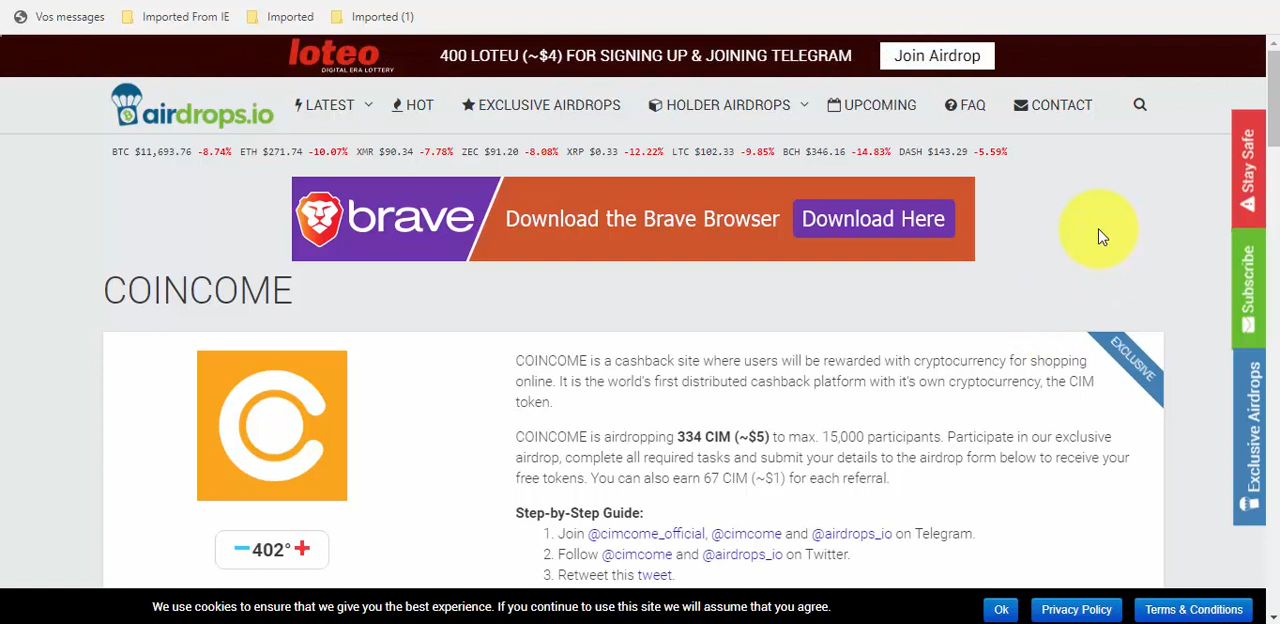 Vos messages Imported From IE Imported Imported (1)
loteo 400 LOTEU (~$4) FOR SIGNING UP & JOINING TELEGRAM Join Airdrop
DIGITAL ERA LOTTERY
airdrops.io LATEST HOT EXCLUSIVE AIRDROPS HOLDER AIRDROPS UPCOMING FAQ CONTACT
BTC $11,693.76 -8.74% ETH $271.74 -10.07% XMR $90.34 -7.78% ZEC $91.20 -8.08% XRP $0.33 -12.22% LTC $102.33 -9.85% BCH $346.16 -14.83% DASH $143.29 -5.59%
brave Download the Brave Browser Download Here
Stay Safe
Subscribe
Exclusive Airdrops
COINCOME
EXCLUSIVE
COINCOME is a cashback site where users will be rewarded with cryptocurrency for shopping
online. It is the world's first distributed cashback platform with it's own cryptocurrency, the CIM
token.
COINCOME is airdropping 334 CIM (~$5) to max. 15,000 participants. Participate in our exclusive
airdrop, complete all required tasks and submit your details to the airdrop form below to receive your
free tokens. You can also earn 67 CIM (~$1) for each referral.
Step-by-Step Guide:
1. Join @cimcome_official, @cimcome and @airdrops_io on Telegram.
2. Follow @cimcome and @airdrops_io on Twitter.
3. Retweet this tweet.
402°
We use cookies to ensure that we give you the best experience. If you continue to use this site we will assume that you agree. Ok Privacy Policy Terms & Conditions